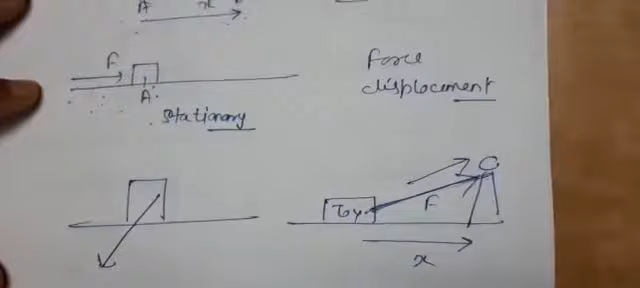 A x
F
Force
displacement
A
Stationary
Toy
F
x